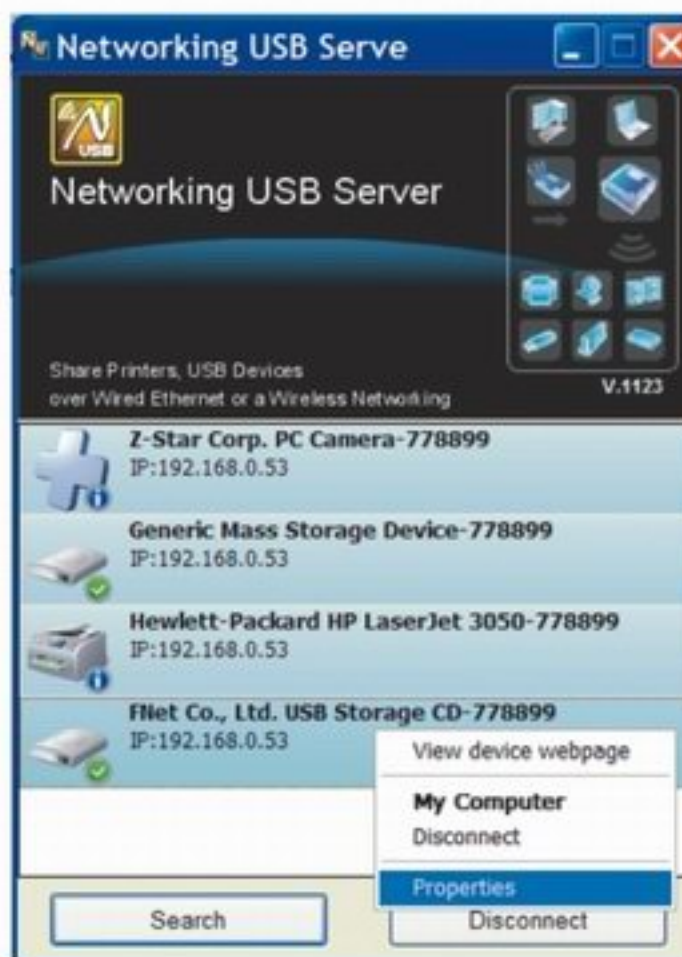 Networking USB Serve
USB
Networking USB Server
Share Printers, USB Devices
over Wired Ethernet or a Wireless Networking
V.1123
Z-Star Corp. PC Camera-778899
IP:192.168.0.53
Generic Mass Storage Device-778899
IP:192.168.0.53
Hewlett-Packard HP LaserJet 3050-778899
IP:192.168.0.53
FNet Co., Ltd. USB Storage CD-778899
IP:192.168.0.53
View device webpage
My Computer
Disconnect
Properties
Search
Disconnect